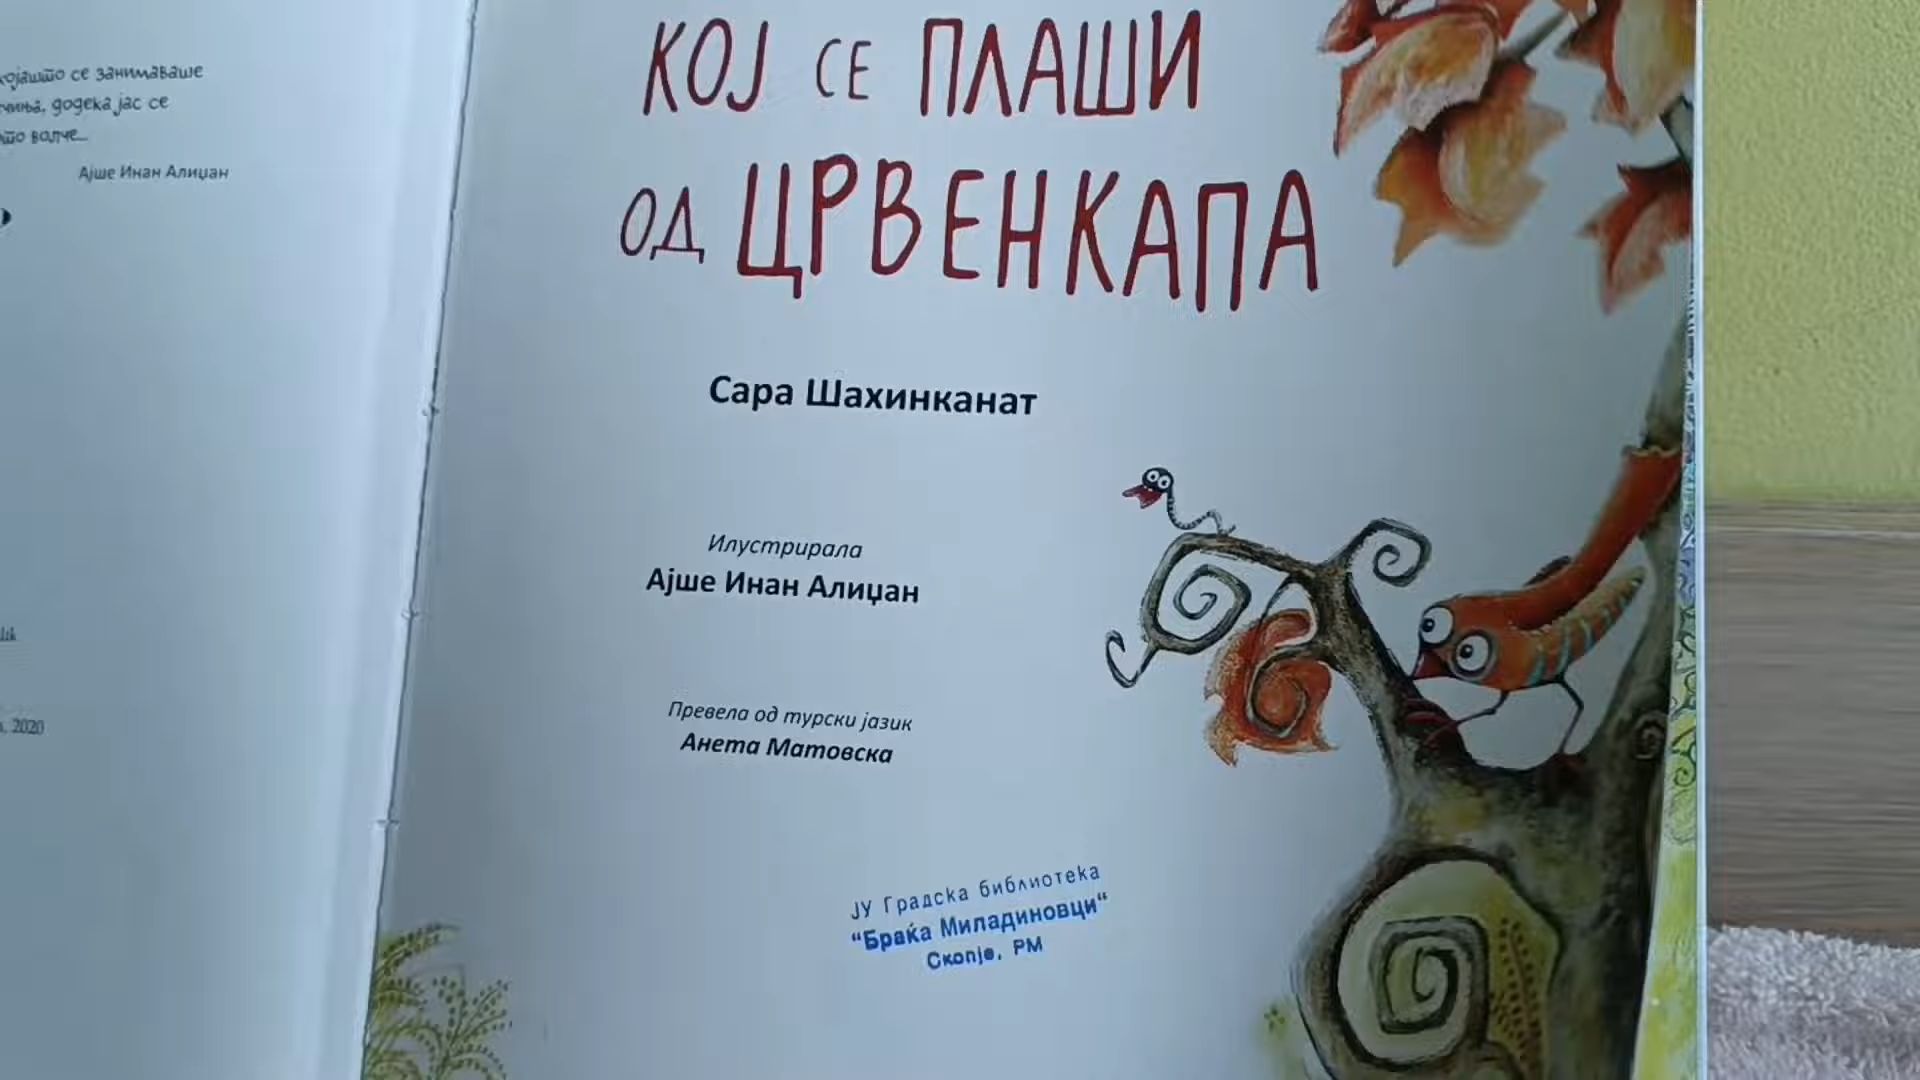 којашто се занимаваше
додека јас се
волче...
Ајше Инан Алиџан
2020
КОЈ СЕ ПЛАШИ
ОД ЦРВЕНКАПА
Сара Шахинканат
Илустрирала
Ајше Инан Алиџан
Превела од турски јазик
Анета Матовска
ЈУ Градска библиотека
“Браќа Миладиновци“
Скопје, РМ